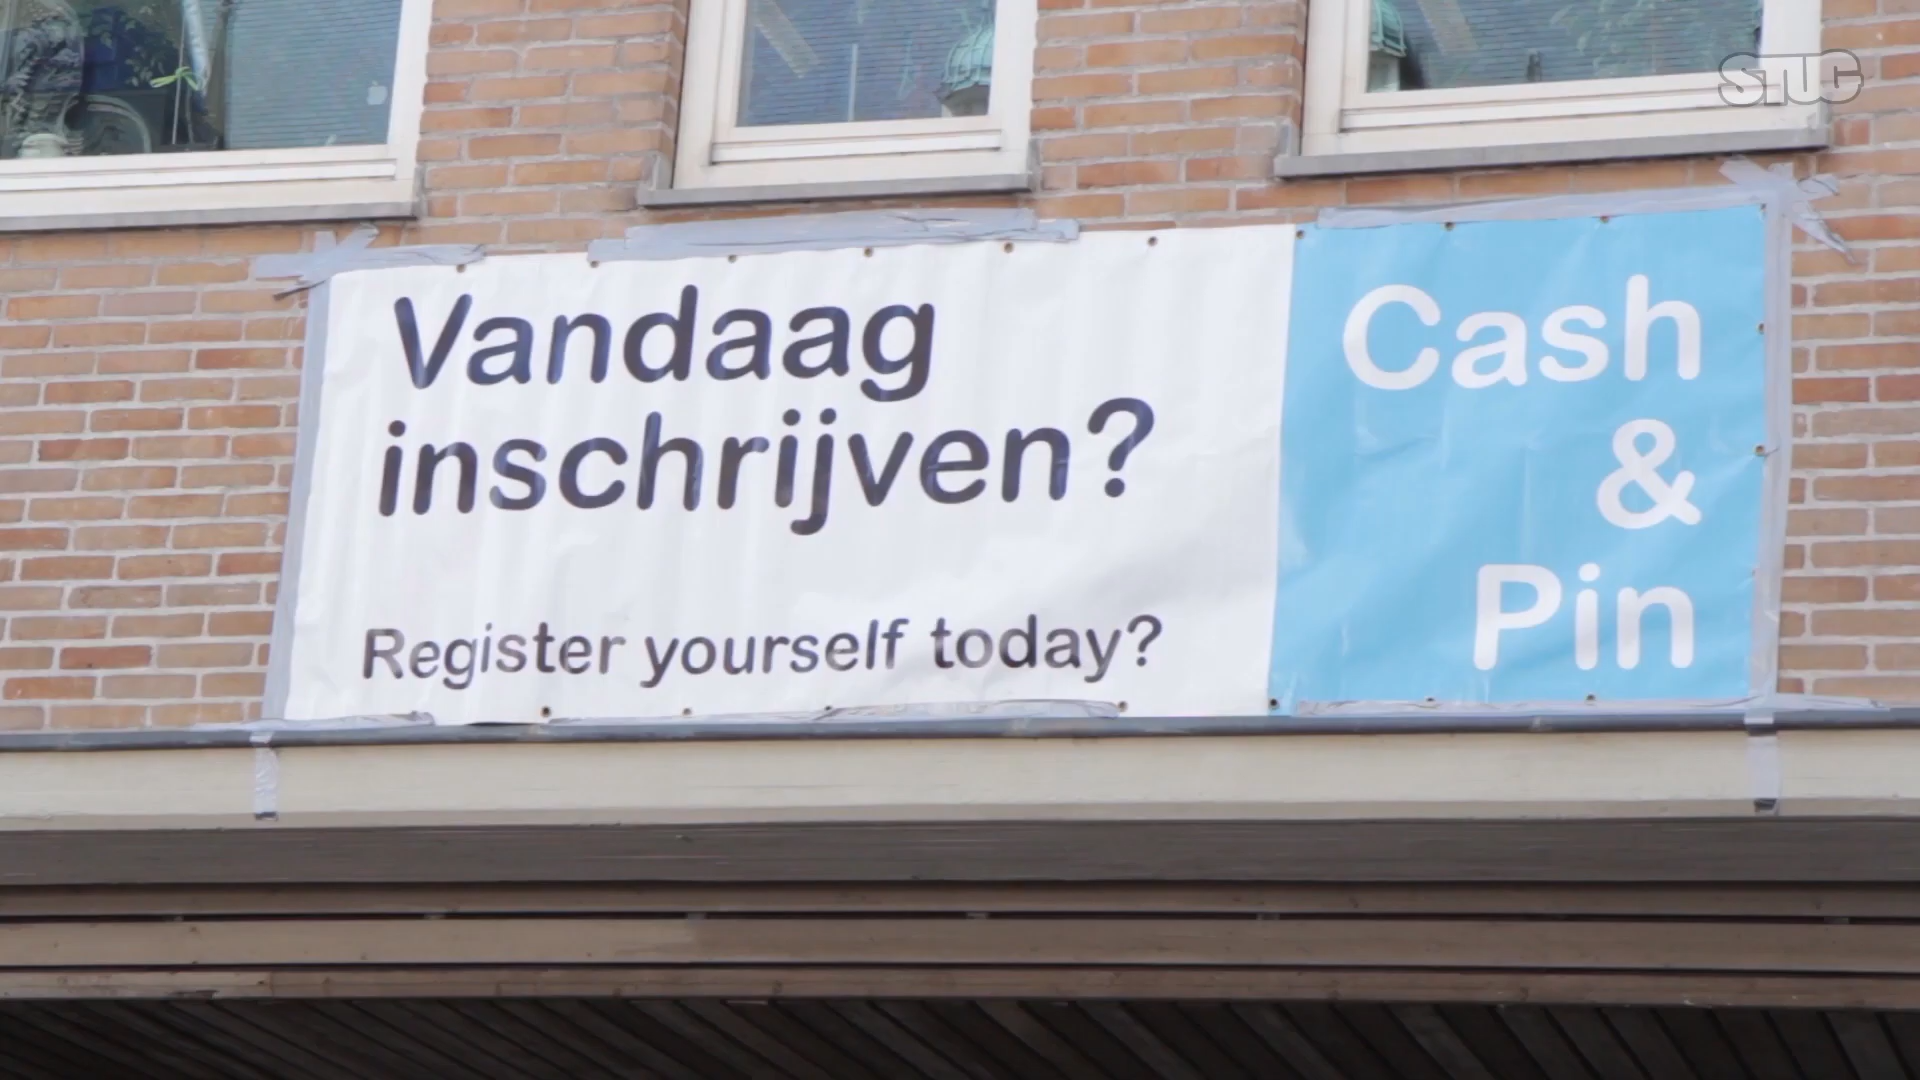 STUC
Vandaag
inschrijven?
Register yourself today?
Cash
&
Pin